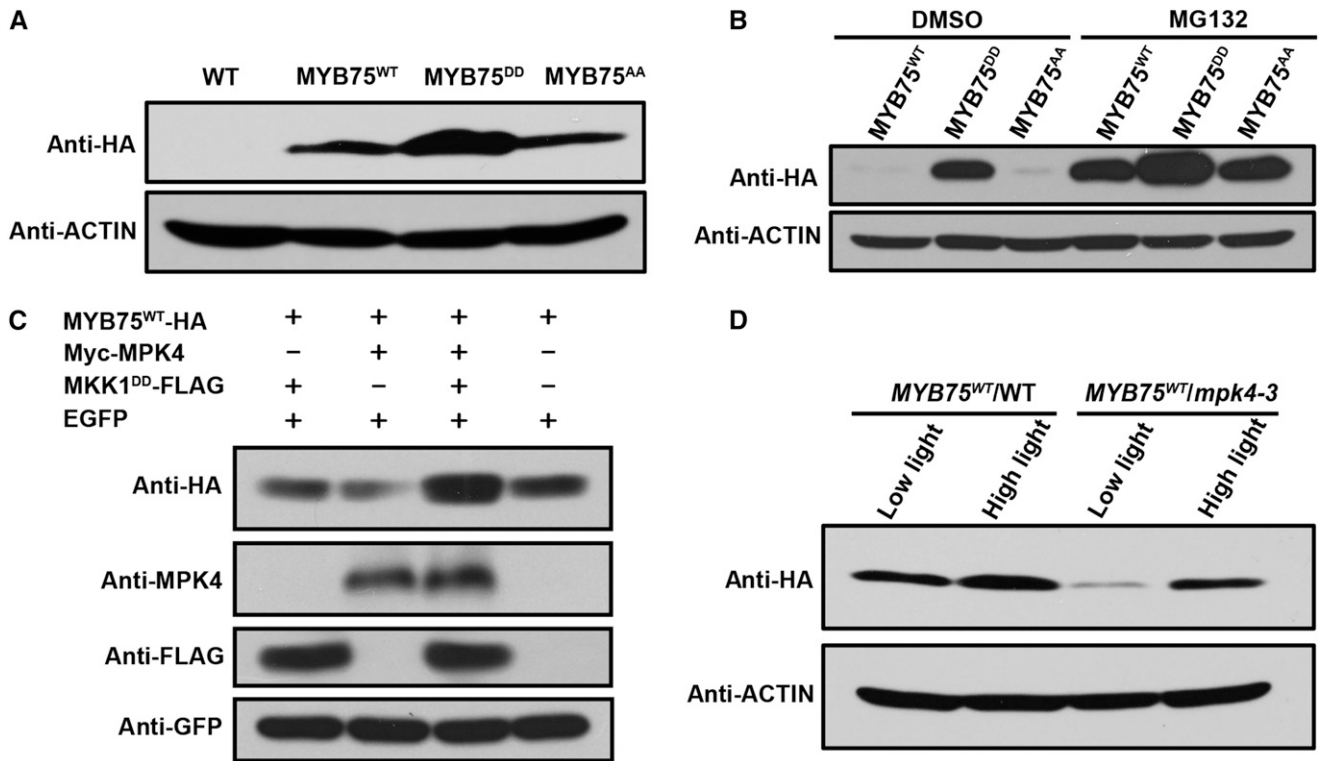 A
WT MYB75WT MYB75DD MYB75AA
Anti-HA
Anti-ACTIN
B
DMSO MG132
MYB75WT MYB75DD MYB75AA MYB75WT MYB75DD MYB75AA
Anti-HA
Anti-ACTIN
C
MYB75WT-HA + + + +
Myc-MPK4 – + + –
MKK1DD-FLAG + – + –
EGFP + + + +
Anti-HA
Anti-MPK4
Anti-FLAG
Anti-GFP
D
MYB75WT/WT MYB75WT/mpk4-3
Low light High light Low light High light
Anti-HA
Anti-ACTIN